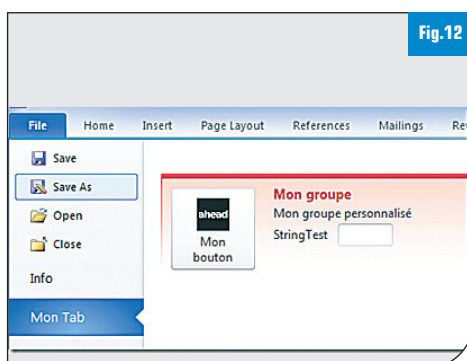 Fig.12
File Home Insert Page Layout References Mailings Re
Save
Save As
Open
Close
Info
Mon Tab
ahead
Mon
bouton
Mon groupe
Mon groupe personnalisé
StringTest